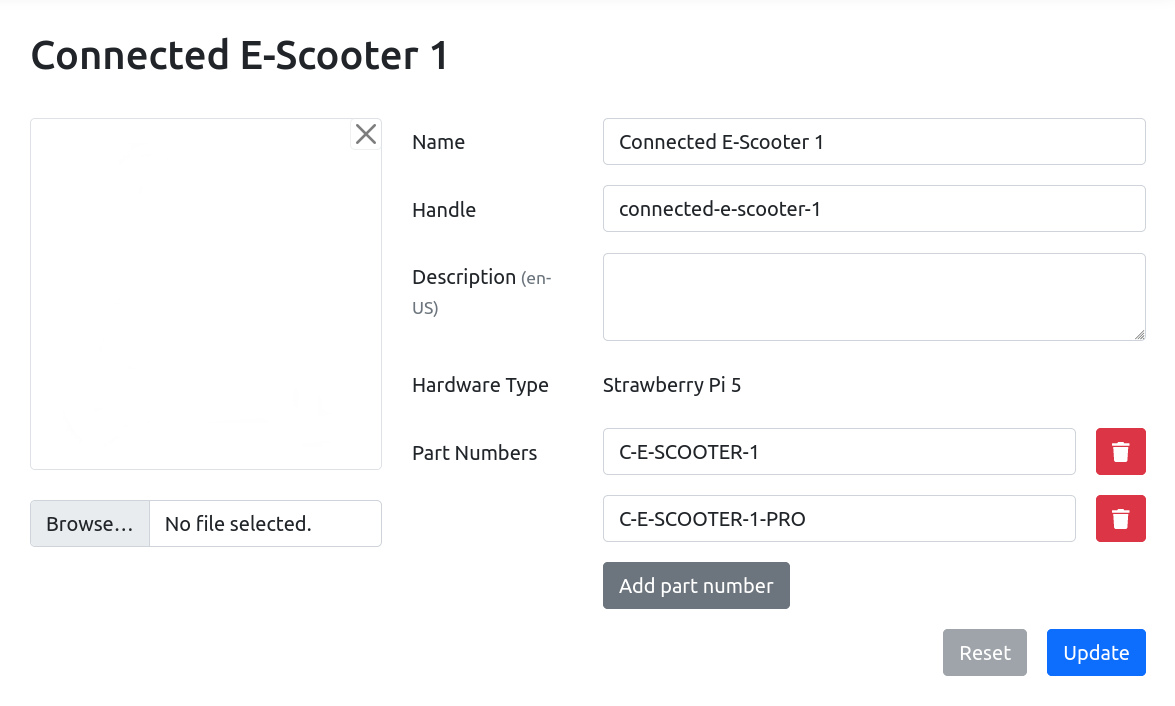 Connected E-Scooter 1
Name
Connected E-Scooter 1
Handle
connected-e-scooter-1
Description (en-
US)
Hardware Type
Strawberry Pi 5
Part Numbers
C-E-SCOOTER-1
C-E-SCOOTER-1-PRO
Browse… No file selected.
Add part number
Reset
Update